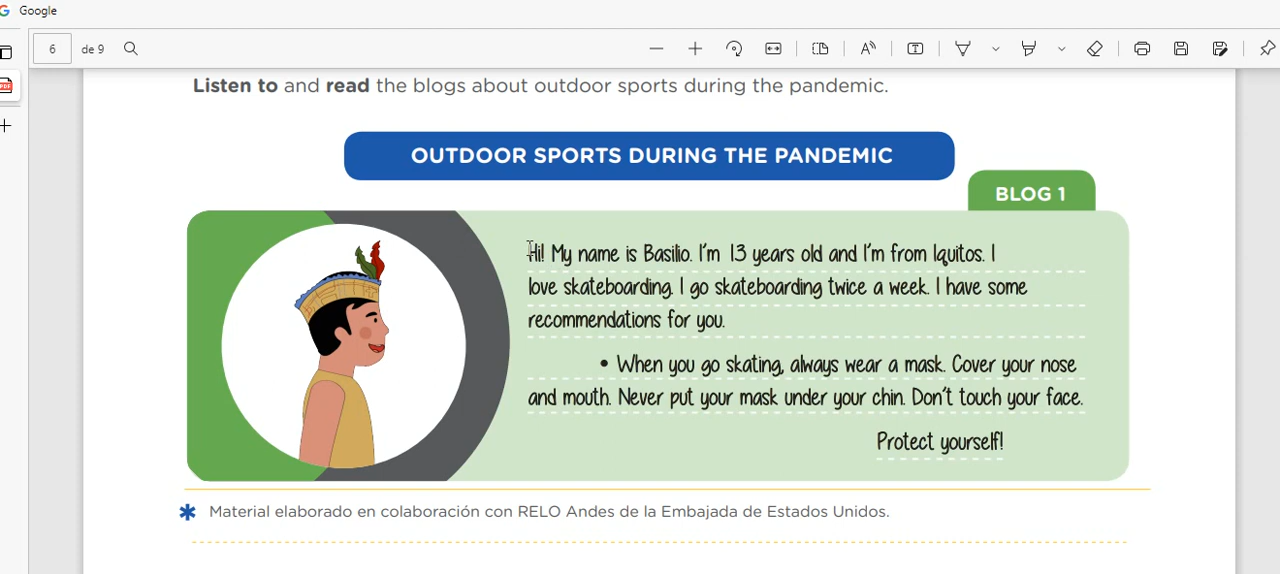 Google
6 de 9
Listen to and read the blogs about outdoor sports during the pandemic.
OUTDOOR SPORTS DURING THE PANDEMIC
BLOG 1
Hi! My name is Basilio. I'm 13 years old and I'm from Iquitos. I
love skateboarding. I go skateboarding twice a week. I have some
recommendations for you.
• When you go skating, always wear a mask. Cover your nose
and mouth. Never put your mask under your chin. Don't touch your face.
Protect yourself!
* Material elaborado en colaboración con RELO Andes de la Embajada de Estados Unidos.